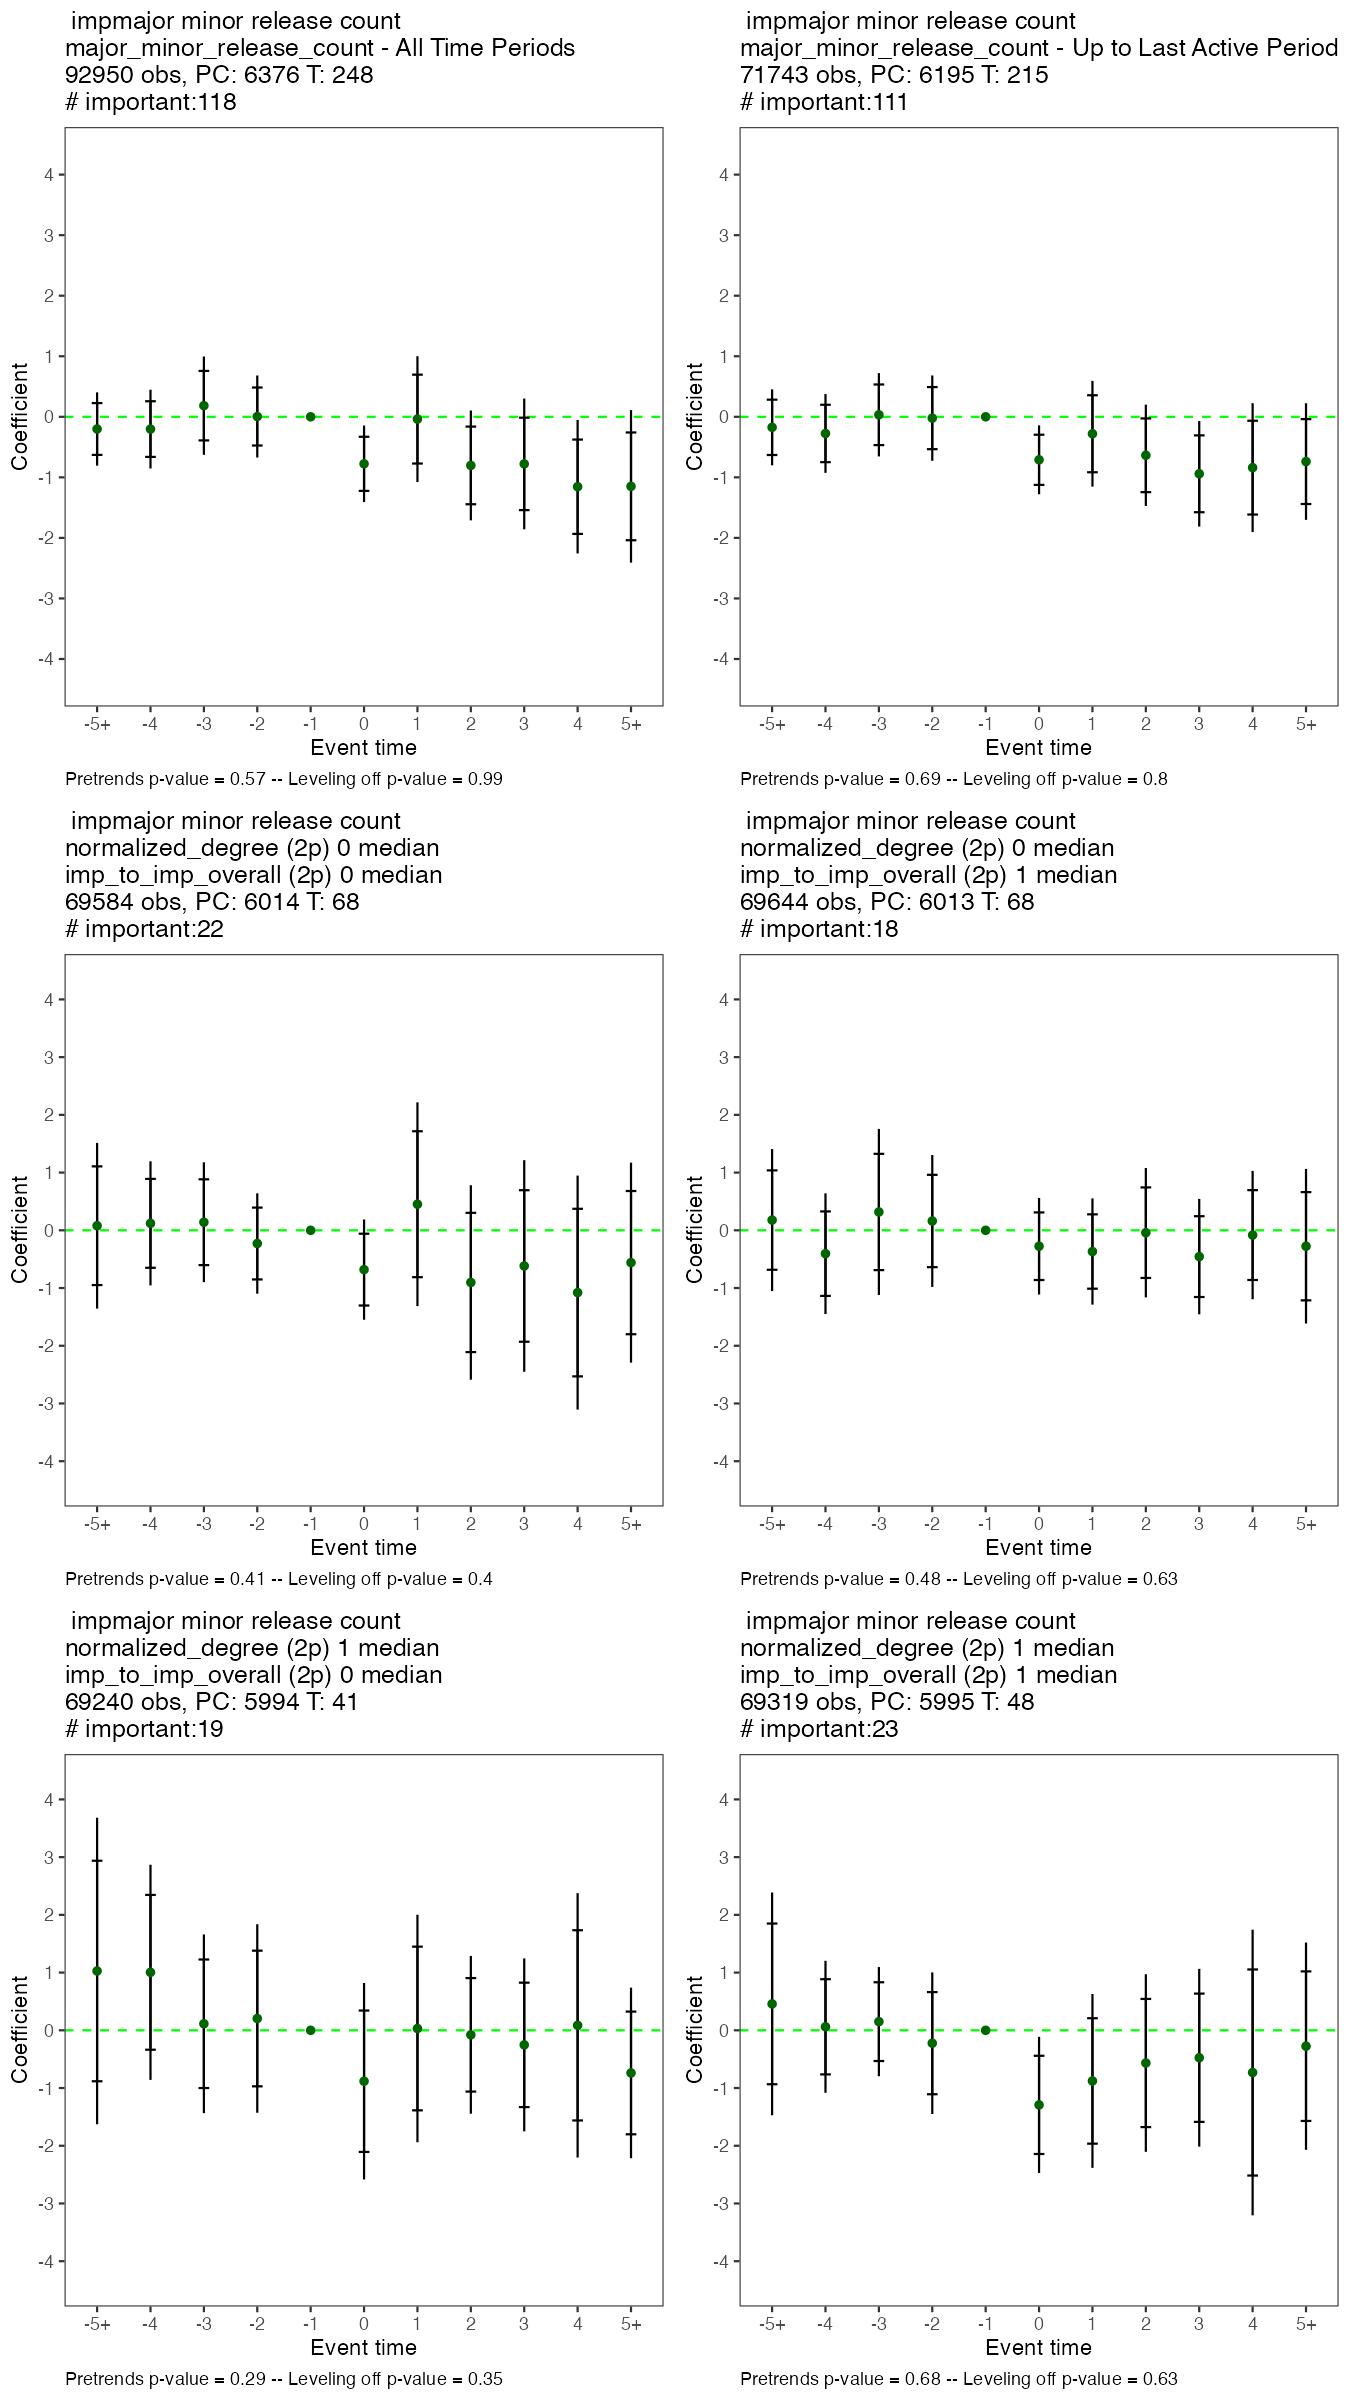 impmajor minor release count
major_minor_release_count - All Time Periods
92950 obs, PC: 6376 T: 248
# important:118
4
3
2
1
0
-1
-2
-3
-4
Coefficient
-5+ -4 -3 -2 -1 0 1 2 3 4 5+
Event time
Pretrends p-value = 0.57 -- Leveling off p-value = 0.99
impmajor minor release count
major_minor_release_count - Up to Last Active Period
71743 obs, PC: 6195 T: 215
# important:111
4
3
2
1
0
-1
-2
-3
-4
Coefficient
-5+ -4 -3 -2 -1 0 1 2 3 4 5+
Event time
Pretrends p-value = 0.69 -- Leveling off p-value = 0.8
impmajor minor release count
normalized_degree (2p) 0 median
imp_to_imp_overall (2p) 0 median
69584 obs, PC: 6014 T: 68
# important:22
4
3
2
1
0
-1
-2
-3
-4
Coefficient
-5+ -4 -3 -2 -1 0 1 2 3 4 5+
Event time
Pretrends p-value = 0.41 -- Leveling off p-value = 0.4
impmajor minor release count
normalized_degree (2p) 0 median
imp_to_imp_overall (2p) 1 median
69644 obs, PC: 6013 T: 68
# important:18
4
3
2
1
0
-1
-2
-3
-4
Coefficient
-5+ -4 -3 -2 -1 0 1 2 3 4 5+
Event time
Pretrends p-value = 0.48 -- Leveling off p-value = 0.63
impmajor minor release count
normalized_degree (2p) 1 median
imp_to_imp_overall (2p) 0 median
69240 obs, PC: 5994 T: 41
# important:19
4
3
2
1
0
-1
-2
-3
-4
Coefficient
-5+ -4 -3 -2 -1 0 1 2 3 4 5+
Event time
Pretrends p-value = 0.29 -- Leveling off p-value = 0.35
impmajor minor release count
normalized_degree (2p) 1 median
imp_to_imp_overall (2p) 1 median
69319 obs, PC: 5995 T: 48
# important:23
4
3
2
1
0
-1
-2
-3
-4
Coefficient
-5+ -4 -3 -2 -1 0 1 2 3 4 5+
Event time
Pretrends p-value = 0.68 -- Leveling off p-value = 0.63